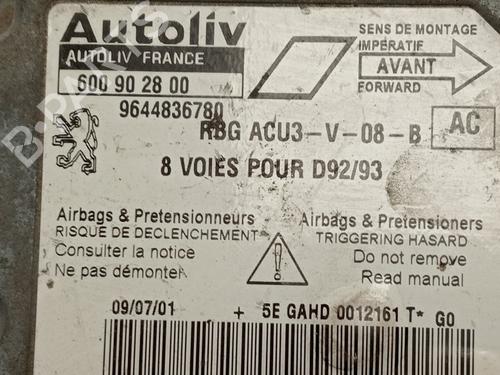 Autoliv
AUTOLIV FRANCE
600 90 28 00
9644836780
SENS DE MONTAGE
IMPÉRATIF
AVANT
FORWARD
RBG ACU3-V-08-B
AC
8 VOIES POUR D92/93
Airbags & Pretensionneurs
RISQUE DE DECLENCHEMENT
Consulter la notice
Ne pas démonter
Airbags & Pretensioners
TRIGGERING HASARD
Do not remove
Read manual
09/07/01 + 5E GAHD 0012161 T* G0
B-PARTS